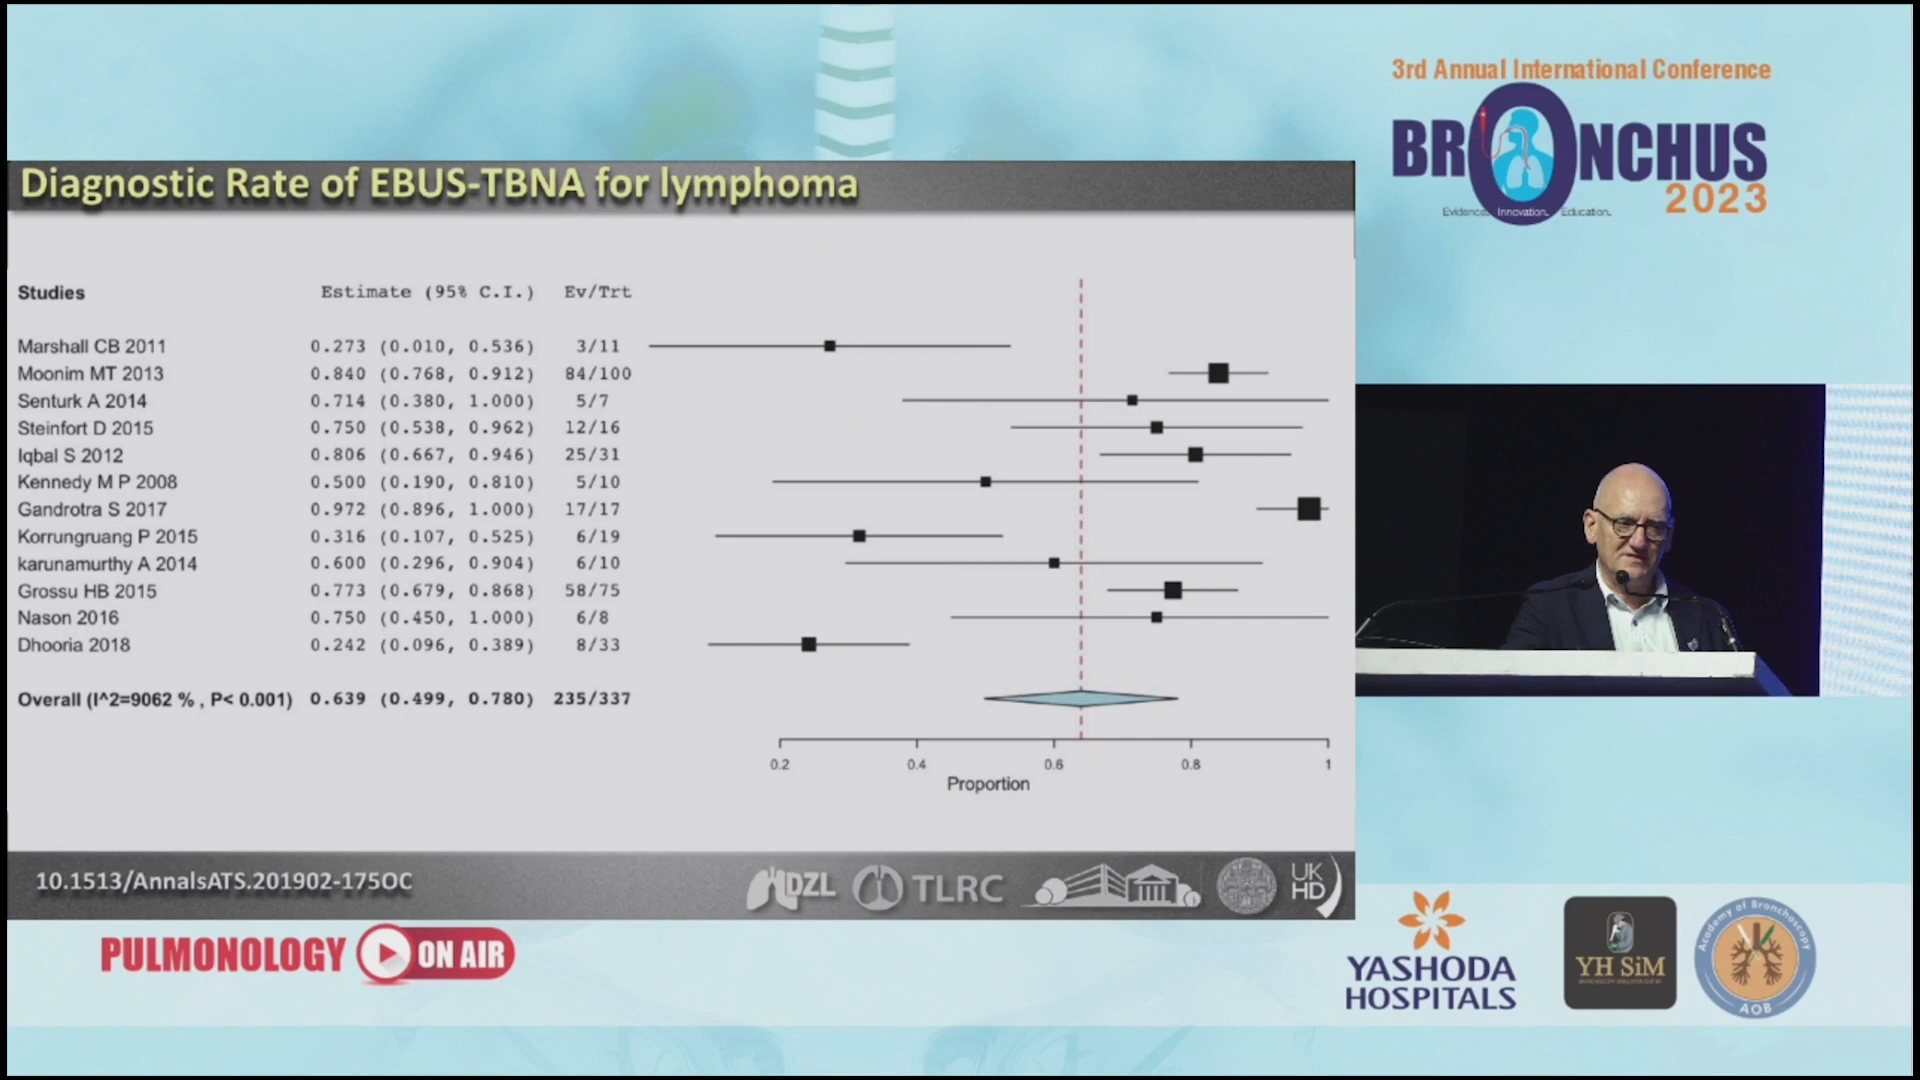 3rd Annual International Conference
BRONCHUS
2023
Evidence. Innovation. Education.
Diagnostic Rate of EBUS-TBNA for lymphoma
Studies Estimate (95% C.I.) Ev/Trt
Marshall CB 2011 0.273 (0.010, 0.536) 3/11
Moonim MT 2013 0.840 (0.768, 0.912) 84/100
Senturk A 2014 0.714 (0.380, 1.000) 5/7
Steinfort D 2015 0.750 (0.538, 0.962) 12/16
Iqbal S 2012 0.806 (0.667, 0.946) 25/31
Kennedy M P 2008 0.500 (0.190, 0.810) 5/10
Gandrotra S 2017 0.972 (0.896, 1.000) 17/17
Korrungruang P 2015 0.316 (0.107, 0.525) 6/19
karunamurthy A 2014 0.600 (0.296, 0.904) 6/10
Grossu HB 2015 0.773 (0.679, 0.868) 58/75
Nason 2016 0.750 (0.450, 1.000) 6/8
Dhooria 2018 0.242 (0.096, 0.389) 8/33
Overall (I^2=9062 % , P< 0.001) 0.639 (0.499, 0.780) 235/337
0.2 0.4 0.6 0.8 1
Proportion
10.1513/AnnalsATS.201902-175OC
DZL
TLRC
UK
HD
PULMONOLOGY ON AIR
YASHODA
HOSPITALS
YH SiM
Academy of Bronchoscopy
AOB